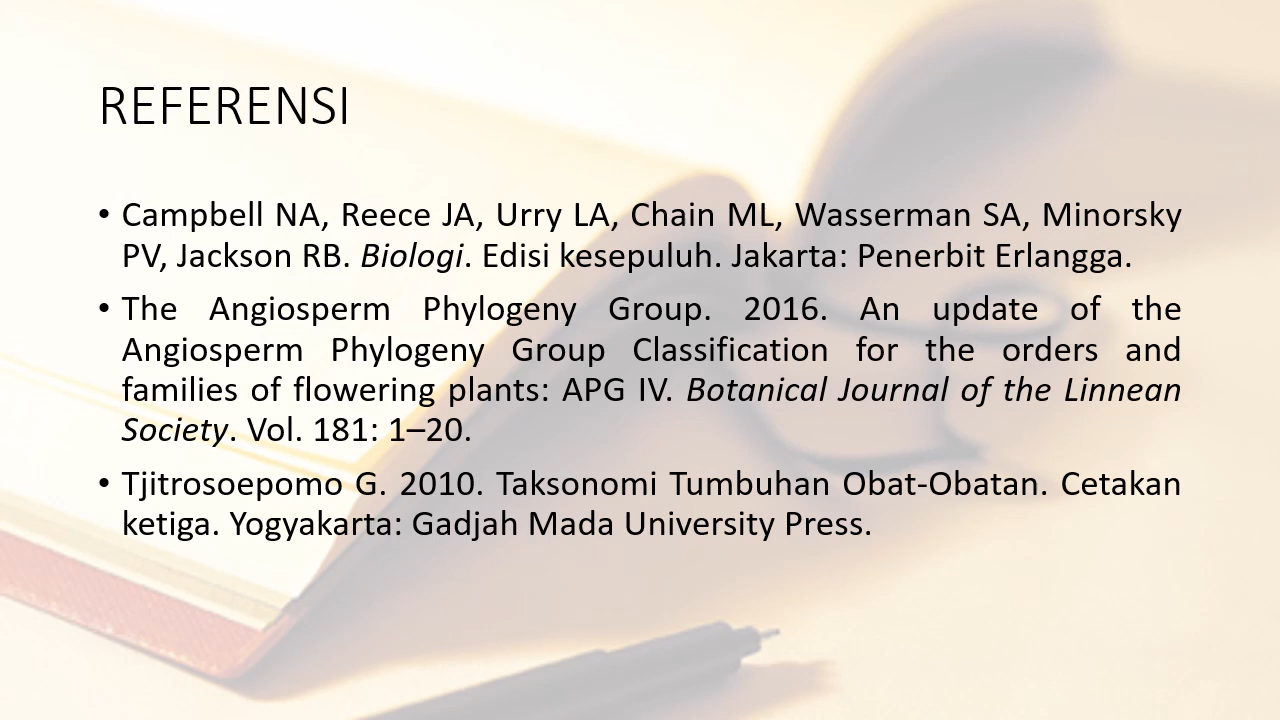 REFERENSI
• Campbell NA, Reece JA, Urry LA, Chain ML, Wasserman SA, Minorsky
PV, Jackson RB. Biologi. Edisi kesepuluh. Jakarta: Penerbit Erlangga.
• The Angiosperm Phylogeny Group. 2016. An update of the
Angiosperm Phylogeny Group Classification for the orders and
families of flowering plants: APG IV. Botanical Journal of the Linnean
Society. Vol. 181: 1–20.
• Tjitrosoepomo G. 2010. Taksonomi Tumbuhan Obat-Obatan. Cetakan
ketiga. Yogyakarta: Gadjah Mada University Press.